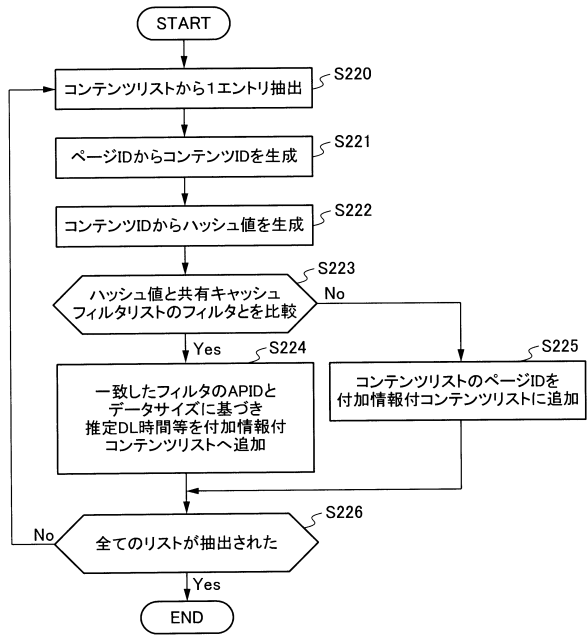 START
コンテンツリストから１エントリ抽出
S220
ページIDからコンテンツIDを生成
S221
コンテンツIDからハッシュ値を生成
S222
ハッシュ値と共有キャッシュ
フィルタリストのフィルタとを比較
S223
No
Yes
一致したフィルタのAPIDと
データサイズに基づき
推定DL時間等を付加情報付
コンテンツリストへ追加
S224
コンテンツリストのページIDを
付加情報付コンテンツリストに追加
S225
全てのリストが抽出された
S226
No
Yes
END